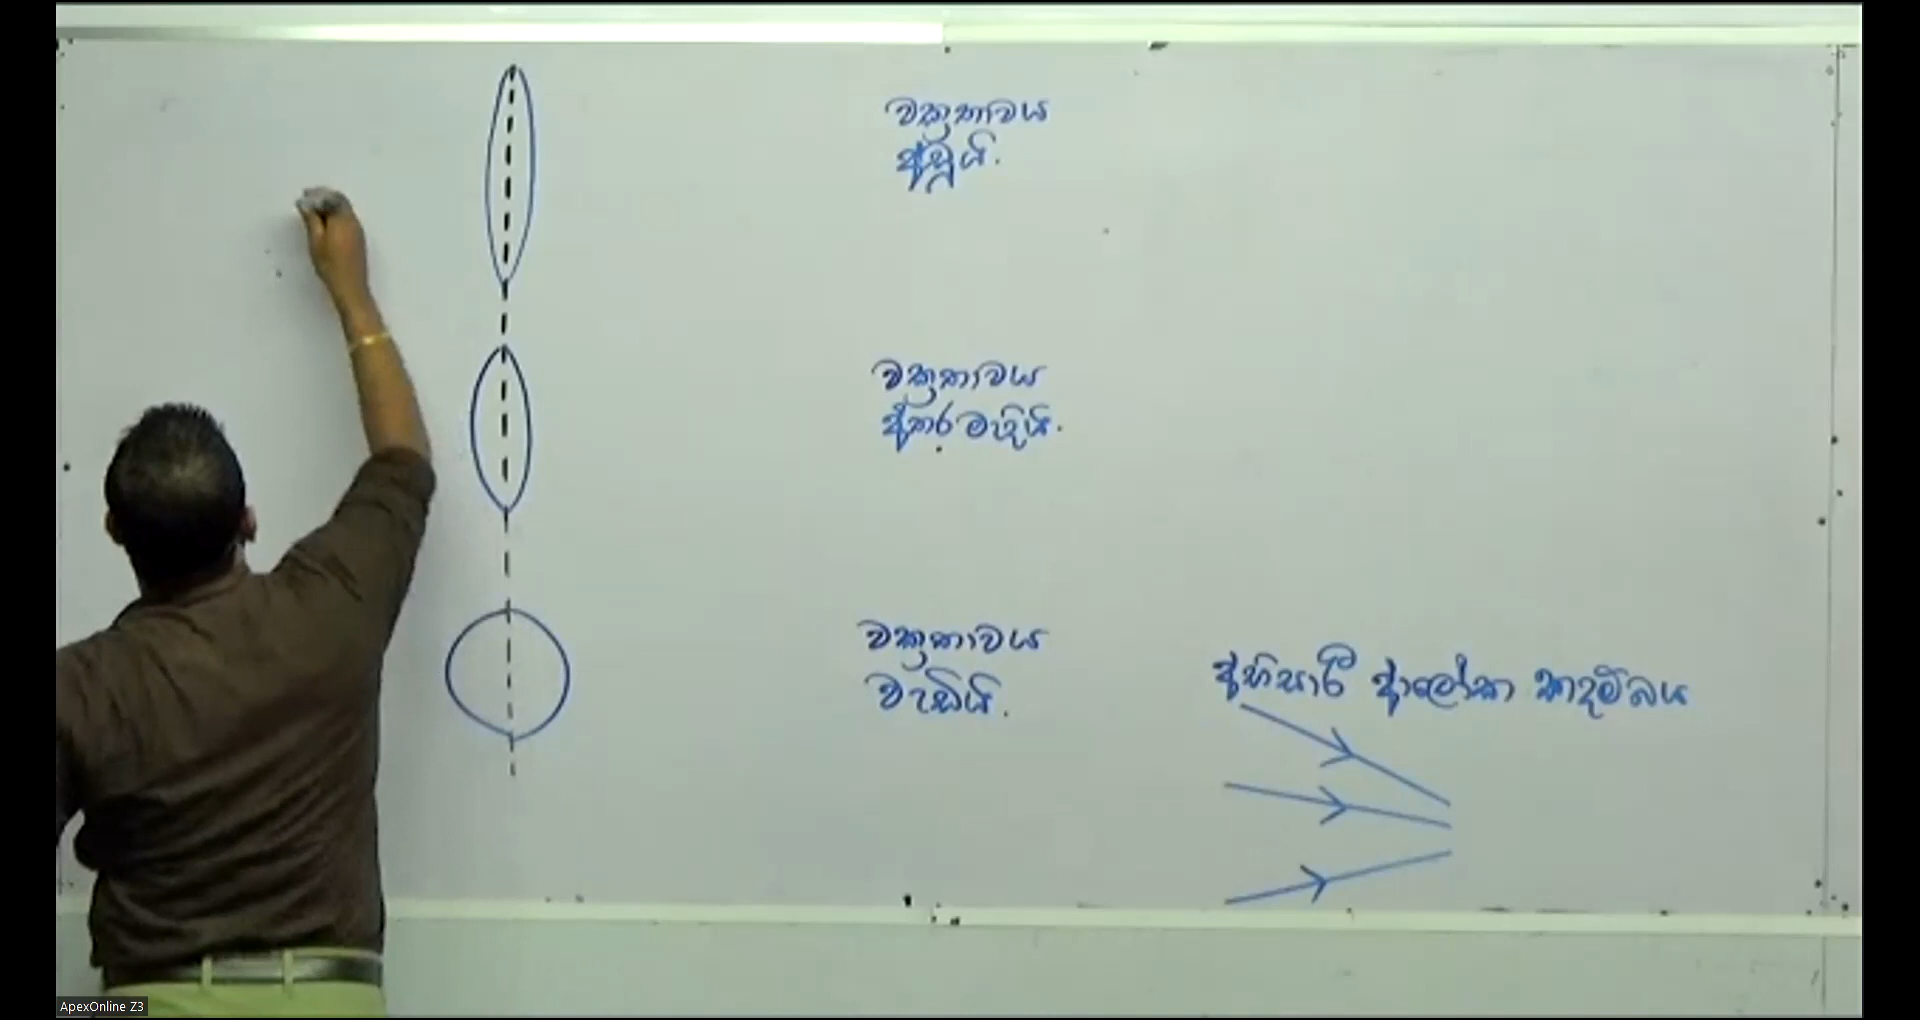 වක්‍රතාවය
අඩුයි.
වක්‍රතාවය
අතරමැදියි.
වක්‍රතාවය
වැඩියි.
අභිසාරී ආලෝක කදම්බය
ApexOnline Z3